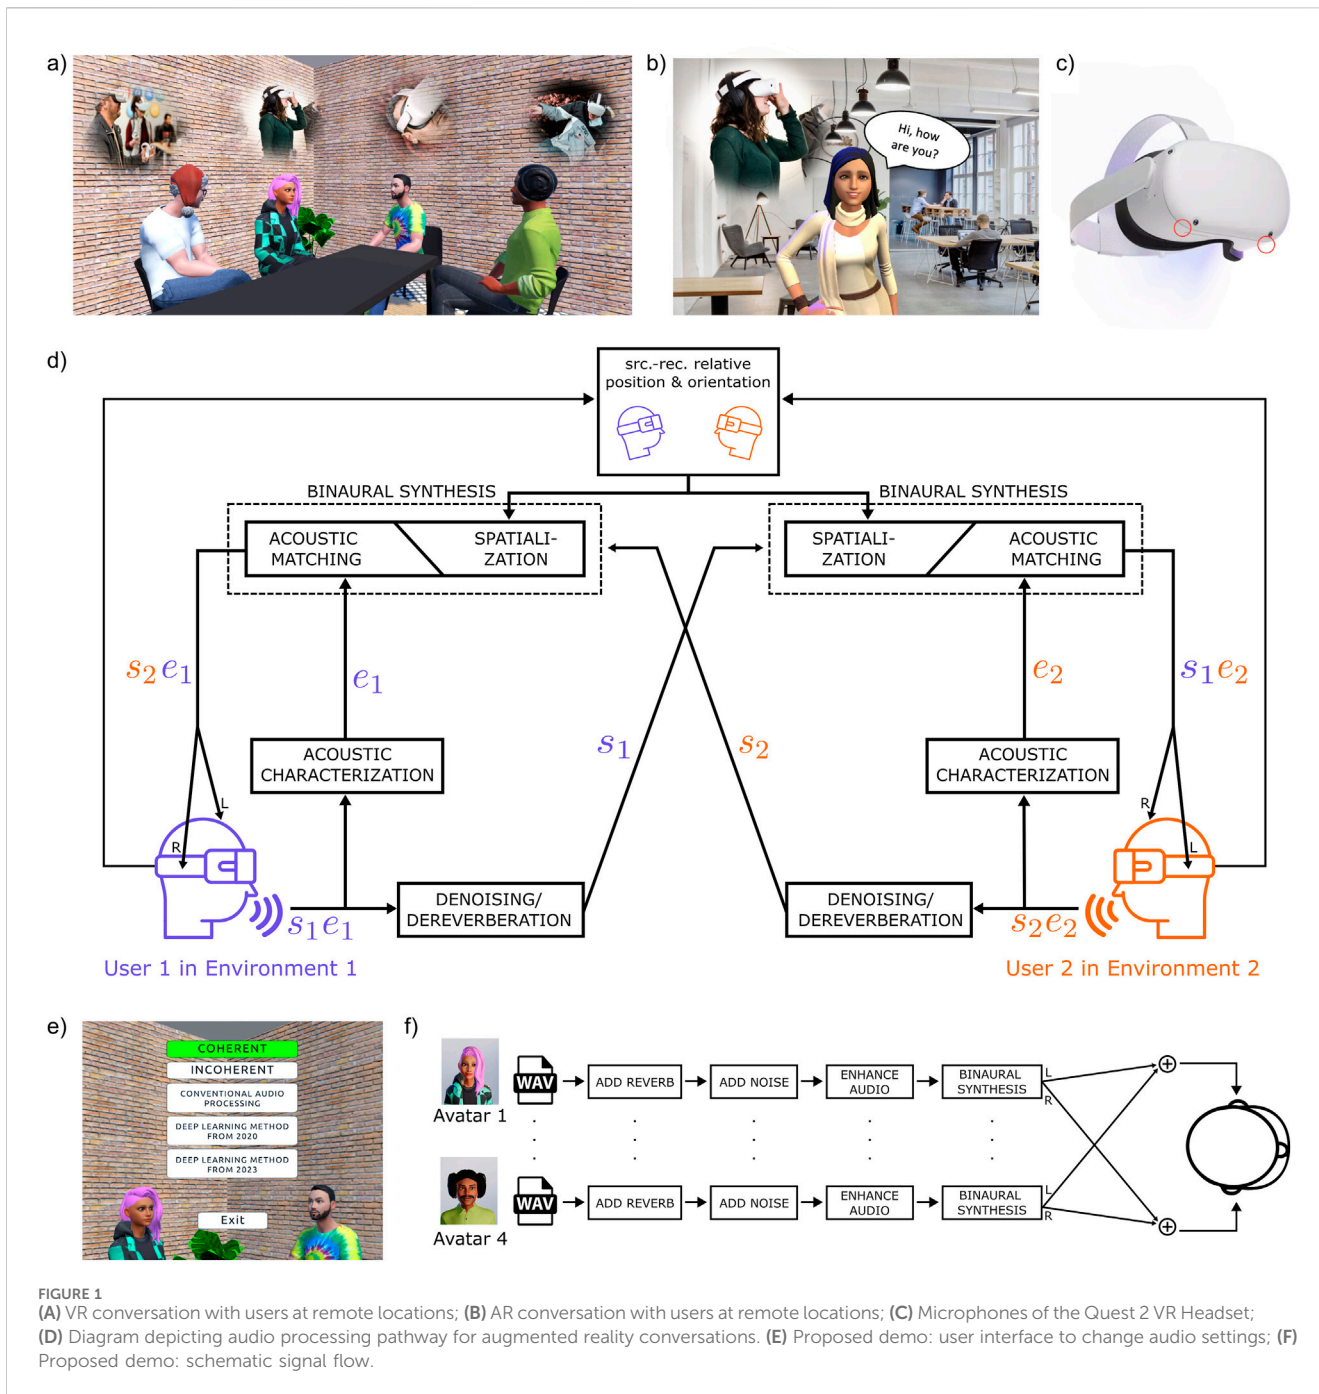 a)
b)
c)
Hi, how
are you?
d)
src.-rec. relative
position & orientation
BINAURAL SYNTHESIS
BINAURAL SYNTHESIS
ACOUSTIC
MATCHING
SPATIALI-
ZATION
SPATIALI-
ZATION
ACOUSTIC
MATCHING
s2e1
e1
s1
s2
e2
s1e2
ACOUSTIC
CHARACTERIZATION
ACOUSTIC
CHARACTERIZATION
L
R
R
L
DENOISING/
DEREVERBERATION
DENOISING/
DEREVERBERATION
s1e1
s2e2
User 1 in Environment 1
User 2 in Environment 2
e)
COHERENT
INCOHERENT
CONVENTIONAL AUDIO
PROCESSING
DEEP LEARNING METHOD
FROM 2020
DEEP LEARNING METHOD
FROM 2023
Exit
f)
Avatar 1
WAV
ADD REVERB
ADD NOISE
ENHANCE
AUDIO
BINAURAL
SYNTHESIS
L
R
Avatar 4
WAV
ADD REVERB
ADD NOISE
ENHANCE
AUDIO
BINAURAL
SYNTHESIS
L
R
FIGURE 1
(A) VR conversation with users at remote locations; (B) AR conversation with users at remote locations; (C) Microphones of the Quest 2 VR Headset;
(D) Diagram depicting audio processing pathway for augmented reality conversations. (E) Proposed demo: user interface to change audio settings; (F)
Proposed demo: schematic signal flow.